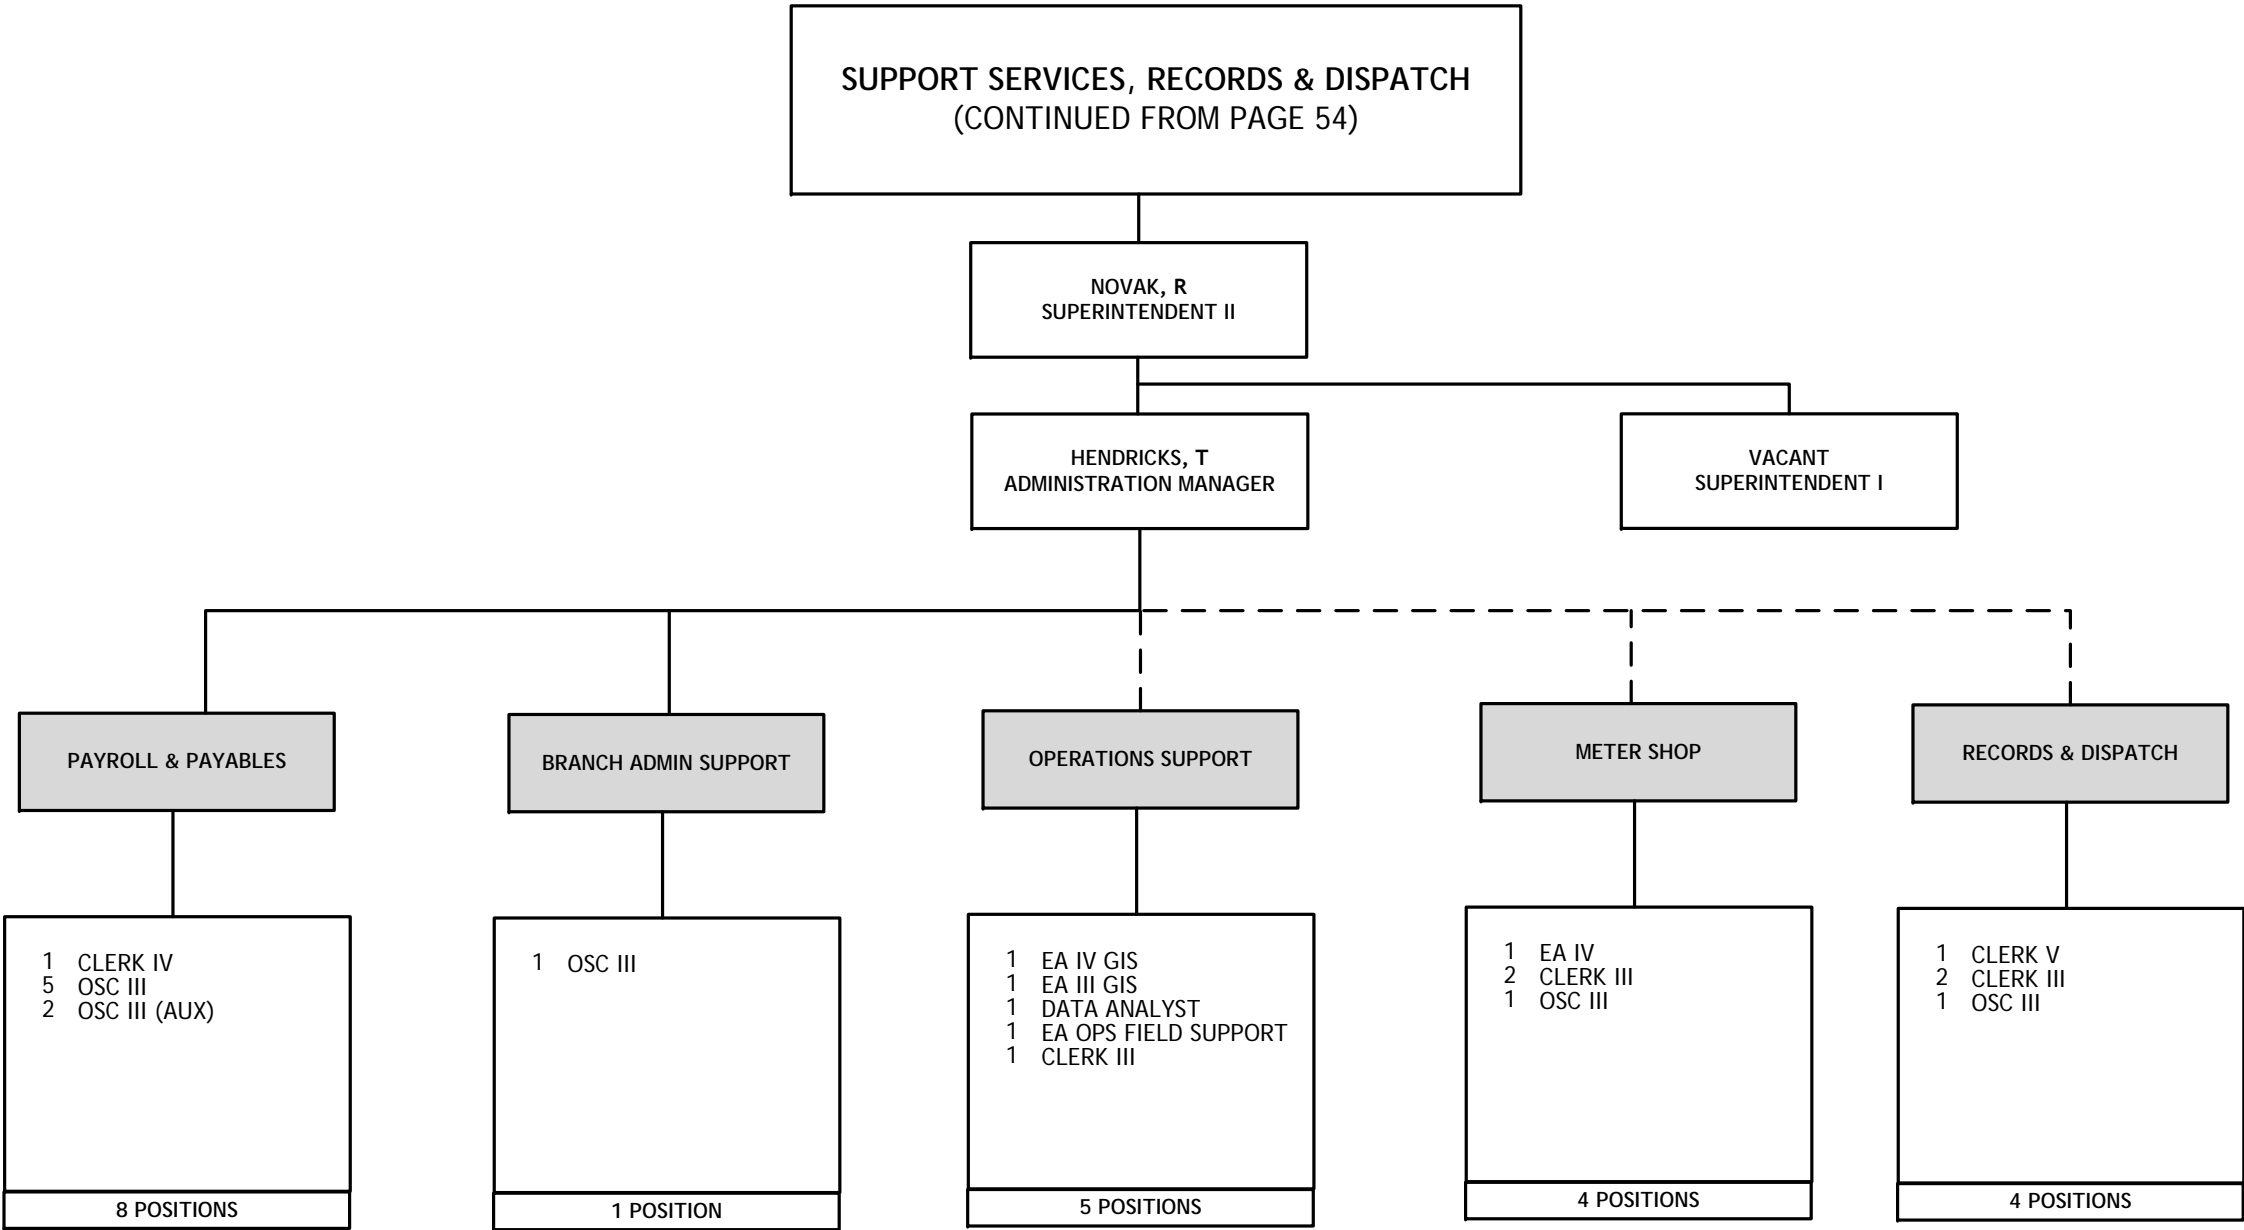 SUPPORT SERVICES, RECORDS & DISPATCH
(CONTINUED FROM PAGE 54)
NOVAK, R
SUPERINTENDENT II
HENDRICKS, T
ADMINISTRATION MANAGER
VACANT
SUPERINTENDENT I
PAYROLL & PAYABLES
BRANCH ADMIN SUPPORT
OPERATIONS SUPPORT
METER SHOP
RECORDS & DISPATCH
1 CLERK IV
5 OSC III
2 OSC III (AUX)
8 POSITIONS
1 OSC III
1 POSITION
1 EA IV GIS
1 EA III GIS
1 DATA ANALYST
1 EA OPS FIELD SUPPORT
1 CLERK III
5 POSITIONS
1 EA IV
2 CLERK III
1 OSC III
4 POSITIONS
1 CLERK V
2 CLERK III
1 OSC III
4 POSITIONS